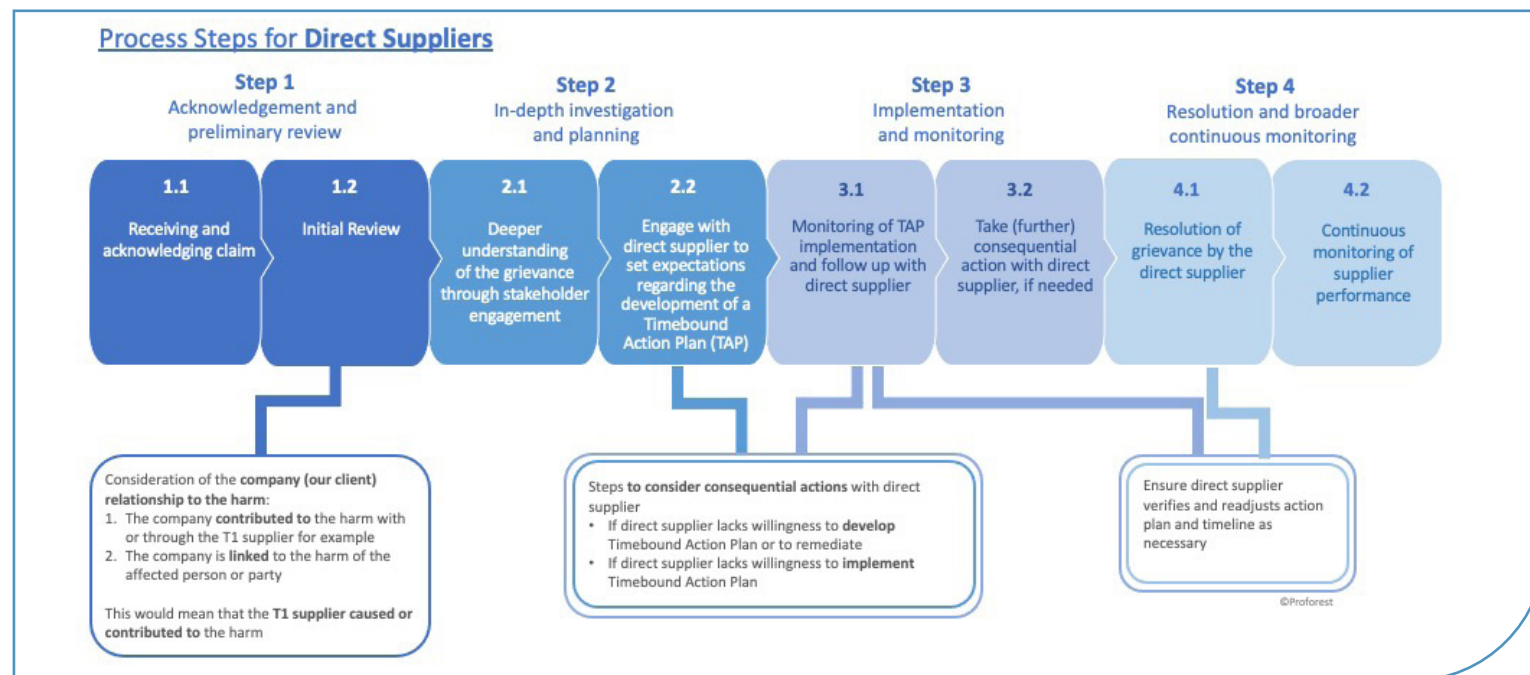 Process Steps for Direct Suppliers
Step 1
Acknowledgement and
preliminary review
Step 2
In-depth investigation
and planning
Step 3
Implementation
and monitoring
Step 4
Resolution and broader
continuous monitoring
1.1
Receiving and
acknowledging claim
1.2
Initial Review
2.1
Deeper
understanding
of the grievance
through stakeholder
engagement
2.2
Engage with
direct supplier to
set expectations
regarding the
development of a
Timebound
Action Plan (TAP)
3.1
Monitoring of TAP
implementation
and follow up with
direct supplier
3.2
Take (further)
consequential
action with direct
supplier, if needed
4.1
Resolution of
grievance by the
direct supplier
4.2
Continuous
monitoring of
supplier
performance
Consideration of the company (our client)
relationship to the harm:
1. The company contributed to the harm with
or through the T1 supplier for example
2. The company is linked to the harm of the
affected person or party
This would mean that the T1 supplier caused or
contributed to the harm
Steps to consider consequential actions with direct
supplier
• If direct supplier lacks willingness to develop
Timebound Action Plan or to remediate
• If direct supplier lacks willingness to implement
Timebound Action Plan
Ensure direct supplier
verifies and readjusts action
plan and timeline as
necessary
©Proforest